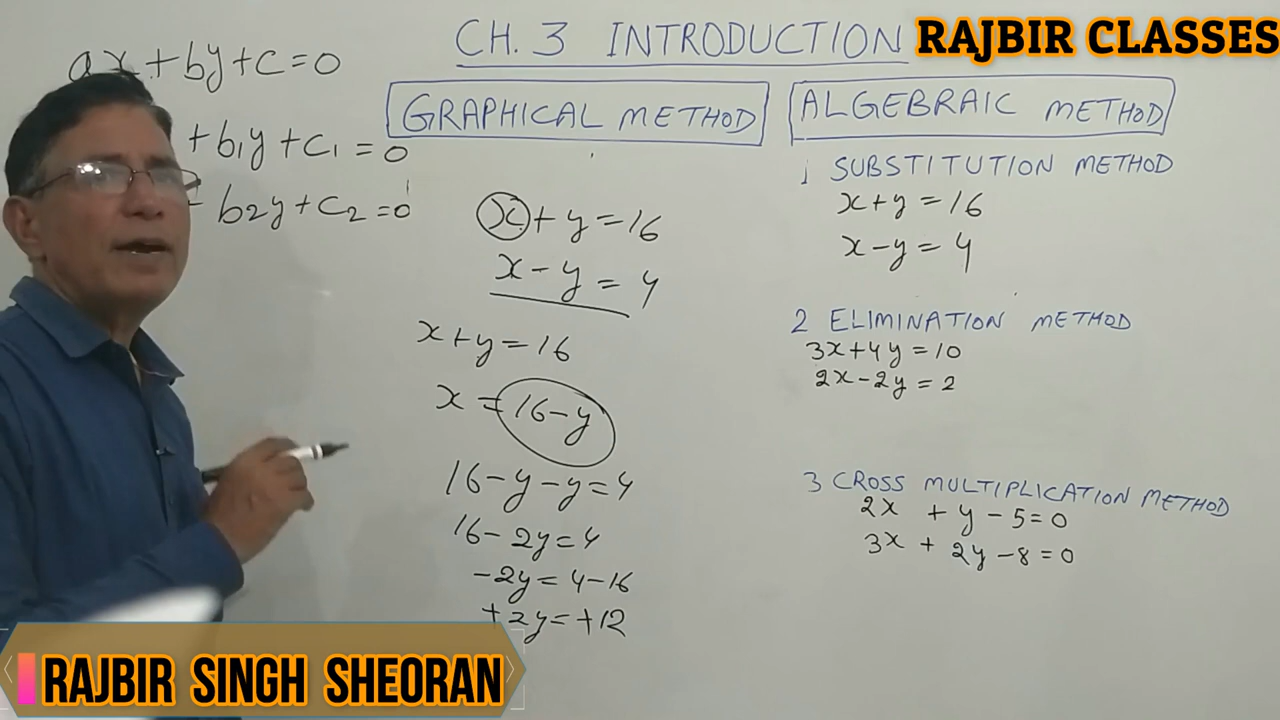 CH. 3 INTRODUCTION
RAJBIR CLASSES
ax+by+c=0
+b₁y+c₁=0
b₂y+c₂=0
GRAPHICAL METHOD
x+y=16
x-y=4
x+y=16
x=16-y
16-y-y=4
16-2y=4
-2y=4-16
+2y=+12
ALGEBRAIC METHOD
1 SUBSTITUTION METHOD
x+y=16
x-y=4
2 ELIMINATION METHOD
3x+4y=10
2x-2y=2
3 CROSS MULTIPLICATION METHOD
2x+y-5=0
3x+2y-8=0
RAJBIR SINGH SHEORAN